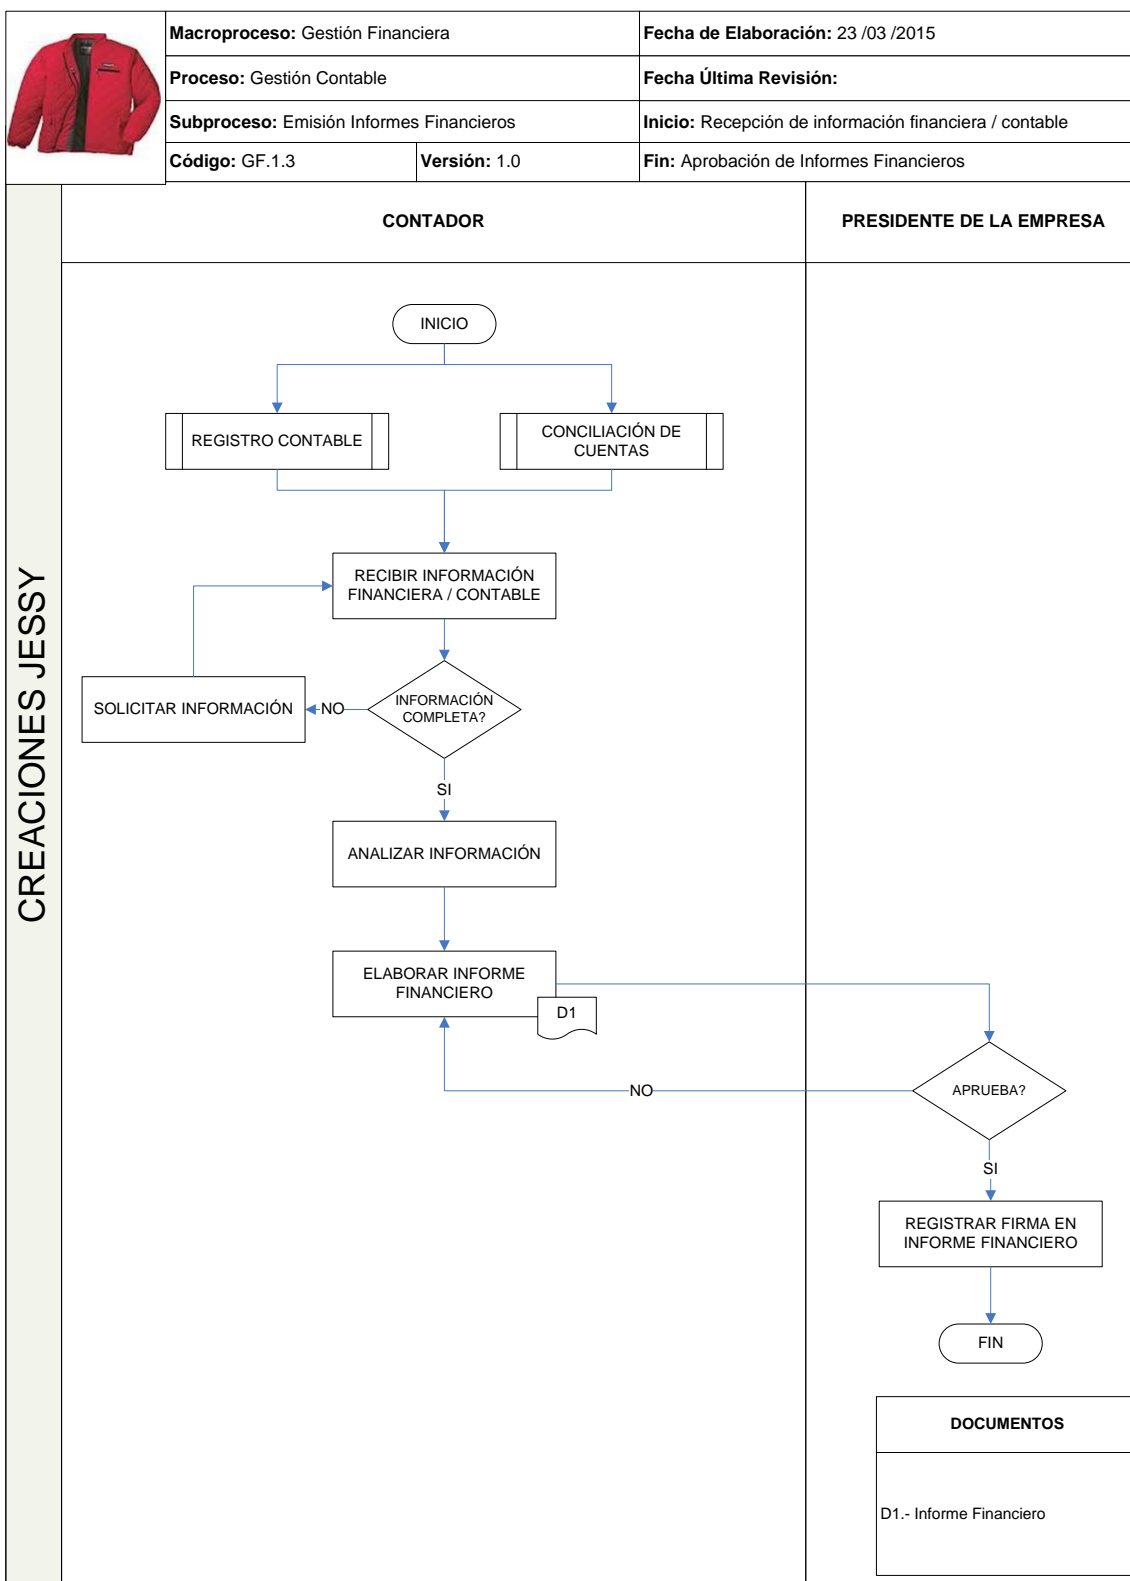 Macroproceso: Gestión Financiera
Fecha de Elaboración: 23 /03 /2015
Proceso: Gestión Contable
Fecha Última Revisión:
Subproceso: Emisión Informes Financieros
Inicio: Recepción de información financiera / contable
Código: GF.1.3
Versión: 1.0
Fin: Aprobación de Informes Financieros
CREACIONES JESSY
CONTADOR
PRESIDENTE DE LA EMPRESA
INICIO
REGISTRO CONTABLE
CONCILIACIÓN DE
CUENTAS
RECIBIR INFORMACIÓN
FINANCIERA / CONTABLE
SOLICITAR INFORMACIÓN
NO
INFORMACIÓN
COMPLETA?
SI
ANALIZAR INFORMACIÓN
ELABORAR INFORME
FINANCIERO
D1
NO
APRUEBA?
SI
REGISTRAR FIRMA EN
INFORME FINANCIERO
FIN
DOCUMENTOS
D1.- Informe Financiero